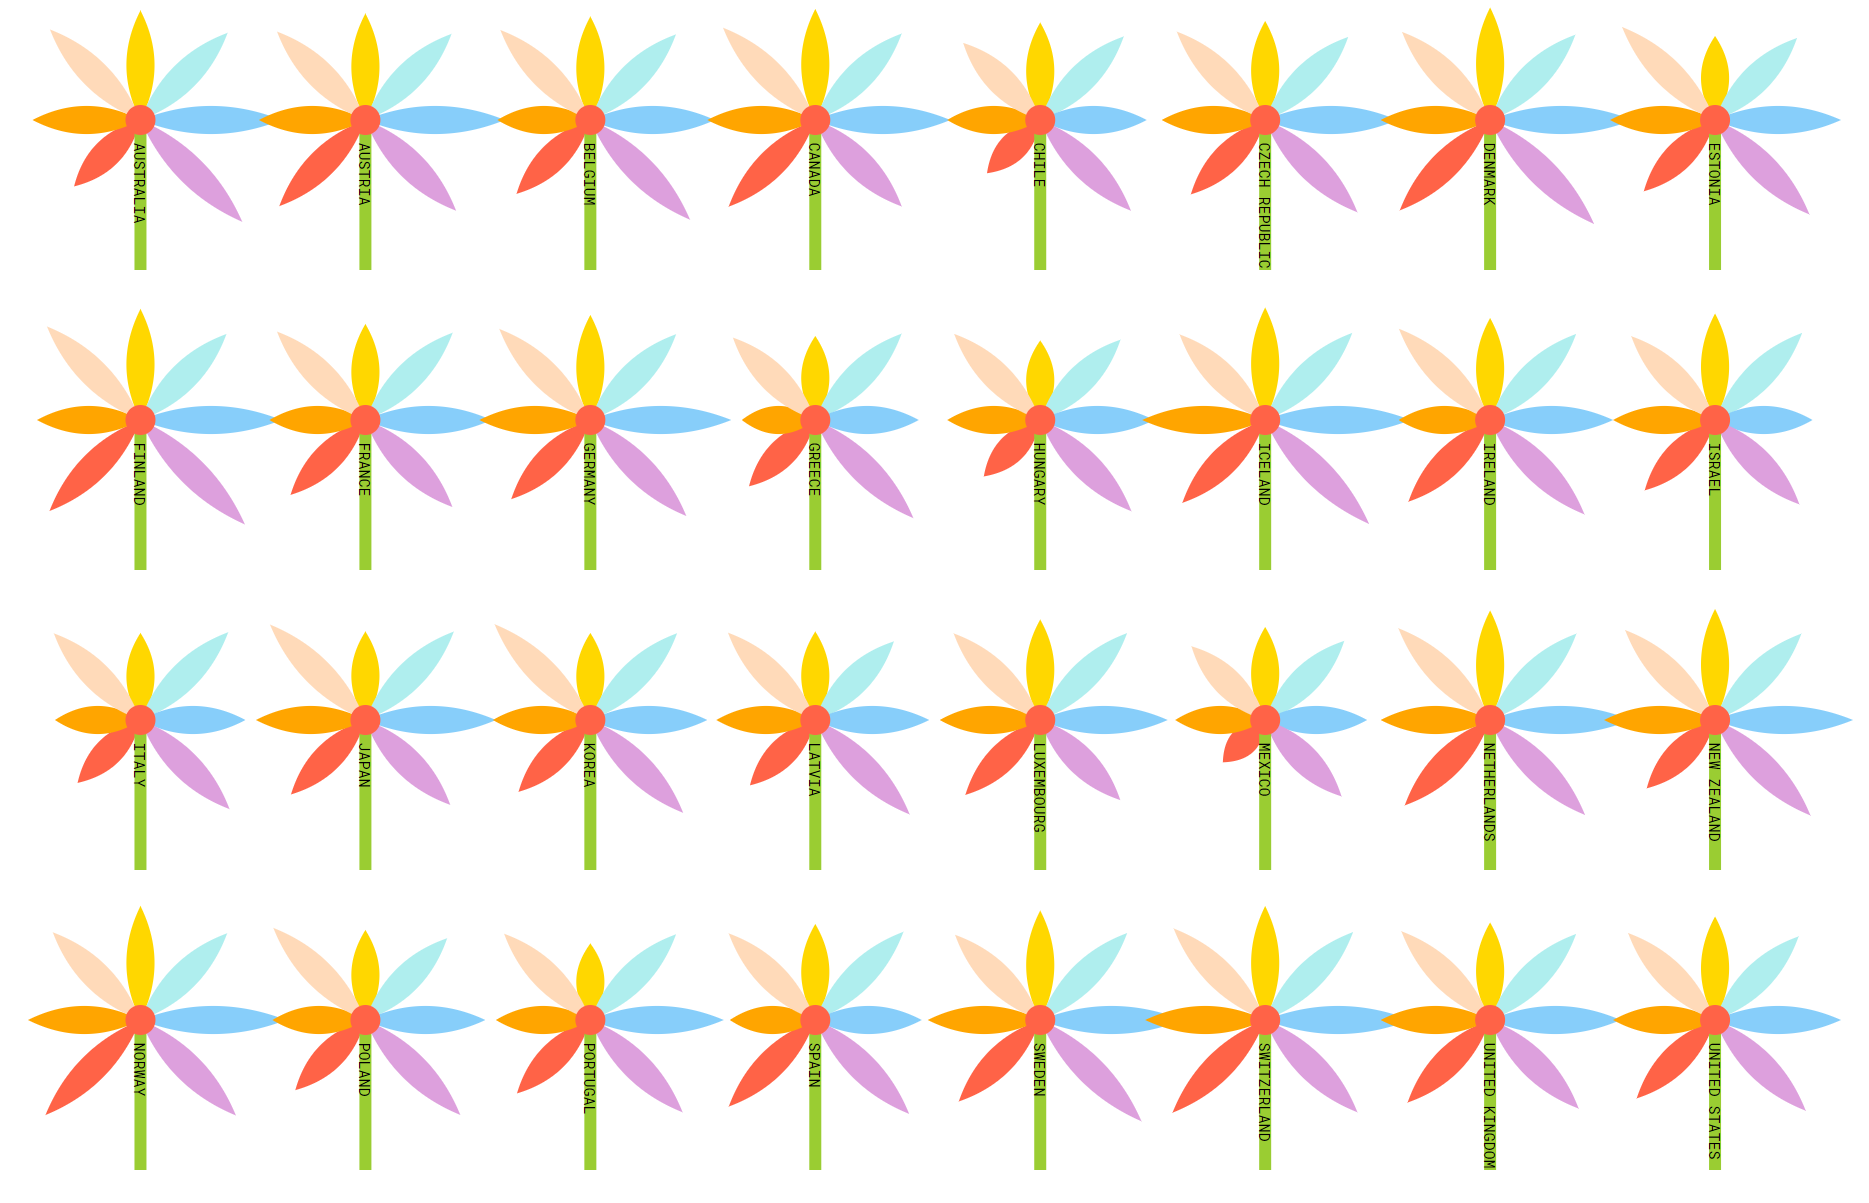 AUSTRALIA
AUSTRIA
BELGIUM
CANADA
CHILE
CZECH REPUBLIC
DENMARK
ESTONIA
FINLAND
FRANCE
GERMANY
GREECE
HUNGARY
ICELAND
IRELAND
ISRAEL
ITALY
JAPAN
KOREA
LATVIA
LUXEMBOURG
MEXICO
NETHERLANDS
NEW ZEALAND
NORWAY
POLAND
PORTUGAL
SPAIN
SWEDEN
SWITZERLAND
UNITED KINGDOM
UNITED STATES